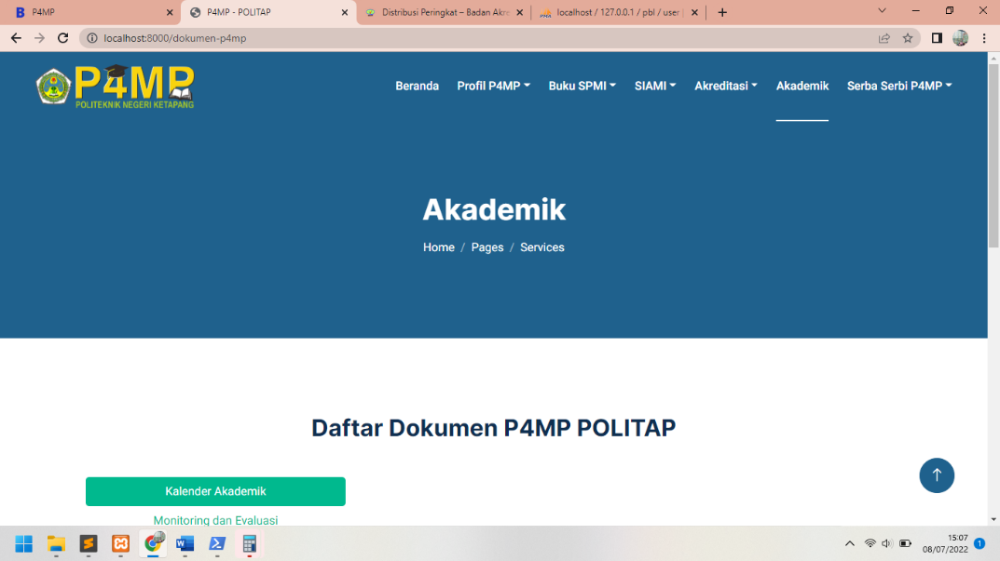 P4MP
P4MP - POLITAP
Distribusi Peringkat – Badan Akre
localhost / 127.0.0.1 / pbl / user |
localhost:8000/dokumen-p4mp
P4MP
POLITEKNIK NEGERI KETAPANG
Beranda
Profil P4MP
Buku SPMI
SIAMI
Akreditasi
Akademik
Serba Serbi P4MP
Akademik
Home / Pages / Services
Daftar Dokumen P4MP POLITAP
Kalender Akademik
Monitoring dan Evaluasi
15:07
08/07/2022
1